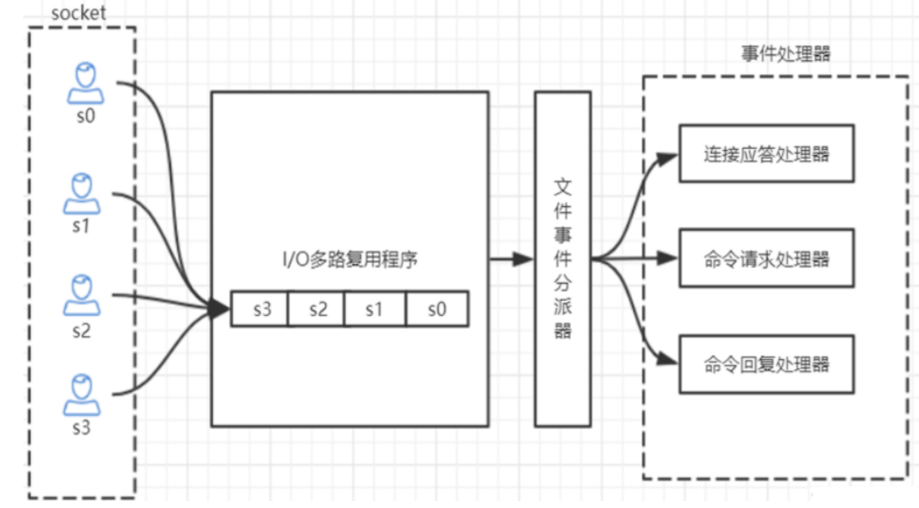 socket
s0
s1
s2
s3
I/O多路复用程序
s3 s2 s1 s0
文件事件分派器
事件处理器
连接应答处理器
命令请求处理器
命令回复处理器